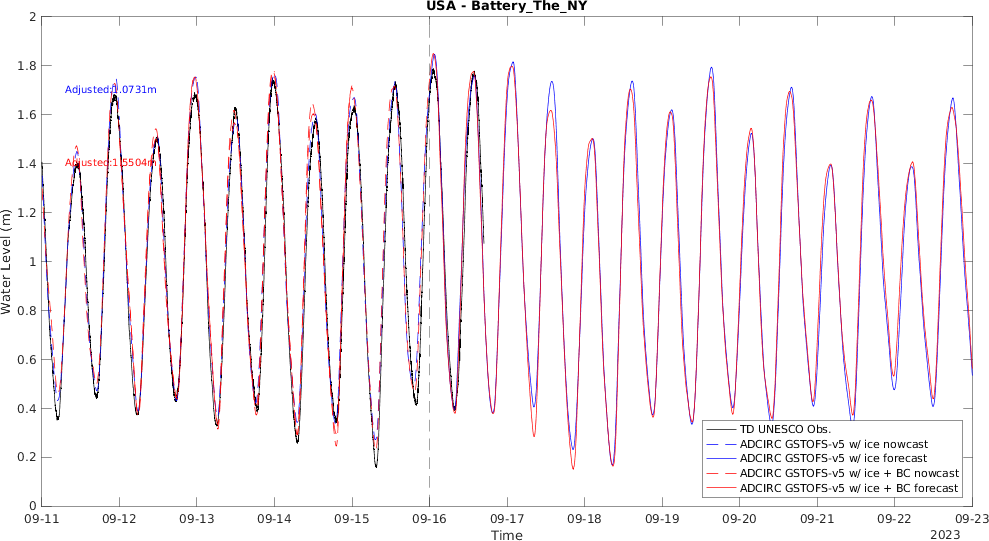 USA - Battery_The_NY
2
1.8
1.6
1.4
1.2
1
0.8
0.6
0.4
0.2
0
Water Level (m)
Adjusted:1.0731m
Adjusted:1.5504m
TD UNESCO Obs.
ADCIRC GSTOFS-v5 w/ ice nowcast
ADCIRC GSTOFS-v5 w/ ice forecast
ADCIRC GSTOFS-v5 w/ ice + BC nowcast
ADCIRC GSTOFS-v5 w/ ice + BC forecast
09-11 09-12 09-13 09-14 09-15 09-16 09-17 09-18 09-19 09-20 09-21 09-22 09-23
Time
2023